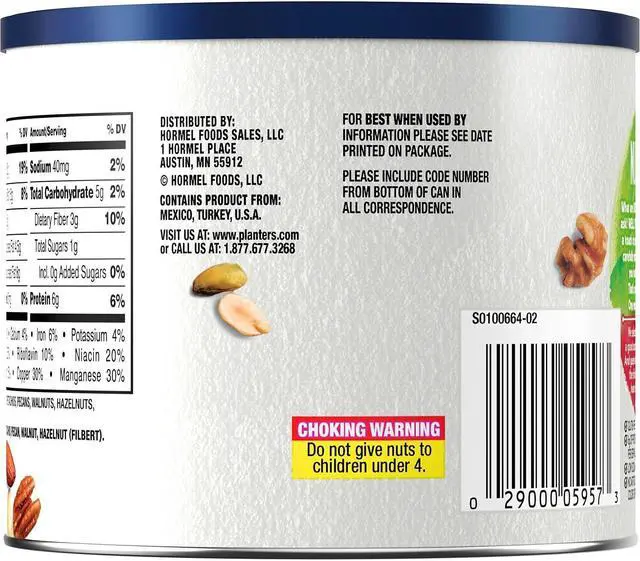 % DV Amount/Serving % DV
18% Sodium 40mg 2%
8% Total Carbohydrate 5g 2%
Dietary Fiber 3g 10%
Total Sugars 1g
Incl. 0g Added Sugars 0%
0% Protein 6g 6%
4% • Iron 6% • Potassium 4%
• Riboflavin 10% • Niacin 20%
• Copper 30% • Manganese 30%
PECANS, WALNUTS, HAZELNUTS,
PECAN, WALNUT, HAZELNUT (FILBERT).
DISTRIBUTED BY:
HORMEL FOODS SALES, LLC
1 HORMEL PLACE
AUSTIN, MN 55912
© HORMEL FOODS, LLC
CONTAINS PRODUCT FROM:
MEXICO, TURKEY, U.S.A.
VISIT US AT: www.planters.com
or CALL US AT: 1.877.677.3268
FOR BEST WHEN USED BY
INFORMATION PLEASE SEE DATE
PRINTED ON PACKAGE.
PLEASE INCLUDE CODE NUMBER
FROM BOTTOM OF CAN IN
ALL CORRESPONDENCE.
CHOKING WARNING
Do not give nuts to
children under 4.
S0100664-02
0 29000 05957 3